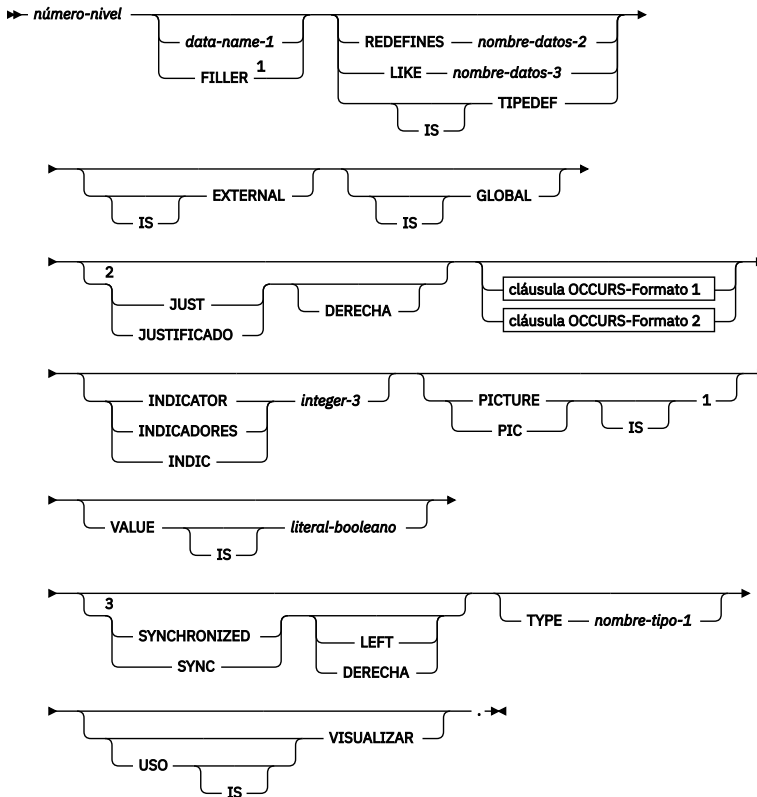 número-nivel
data-name-1
FILLER 1
REDEFINES nombre-datos-2
LIKE nombre-datos-3
IS TIPEDEF
IS EXTERNAL
IS GLOBAL
2
JUST
JUSTIFICADO
DERECHA
cláusula OCCURS-Formato 1
cláusula OCCURS-Formato 2
INDICATOR
INDICADORES
INDIC
integer-3
PICTURE
PIC
IS
1
VALUE IS literal-booleano
3
SYNCHRONIZED
SYNC
LEFT
DERECHA
TYPE nombre-tipo-1
USO IS VISUALIZAR .